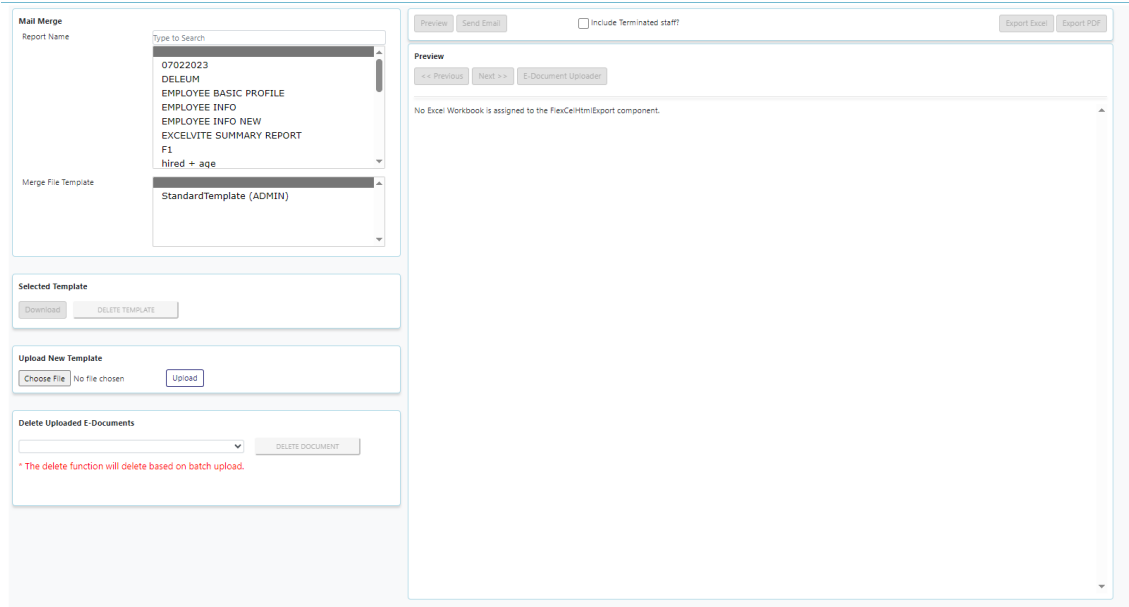 Mail Merge
Report Name
Type to Search
07022023
DELEUM
EMPLOYEE BASIC PROFILE
EMPLOYEE INFO
EMPLOYEE INFO NEW
EXCELVITE SUMMARY REPORT
F1
hired + age
Merge File Template
StandardTemplate (ADMIN)
Selected Template
Download DELETE TEMPLATE
Upload New Template
Choose File No file chosen Upload
Delete Uploaded E-Documents
DELETE DOCUMENT
* The delete function will delete based on batch upload.
Preview Send Email Include Terminated staff? Export Excel Export PDF
Preview
<< Previous Next >> E-Document Uploader
No Excel Workbook is assigned to the FlexCelHtmlExport component.